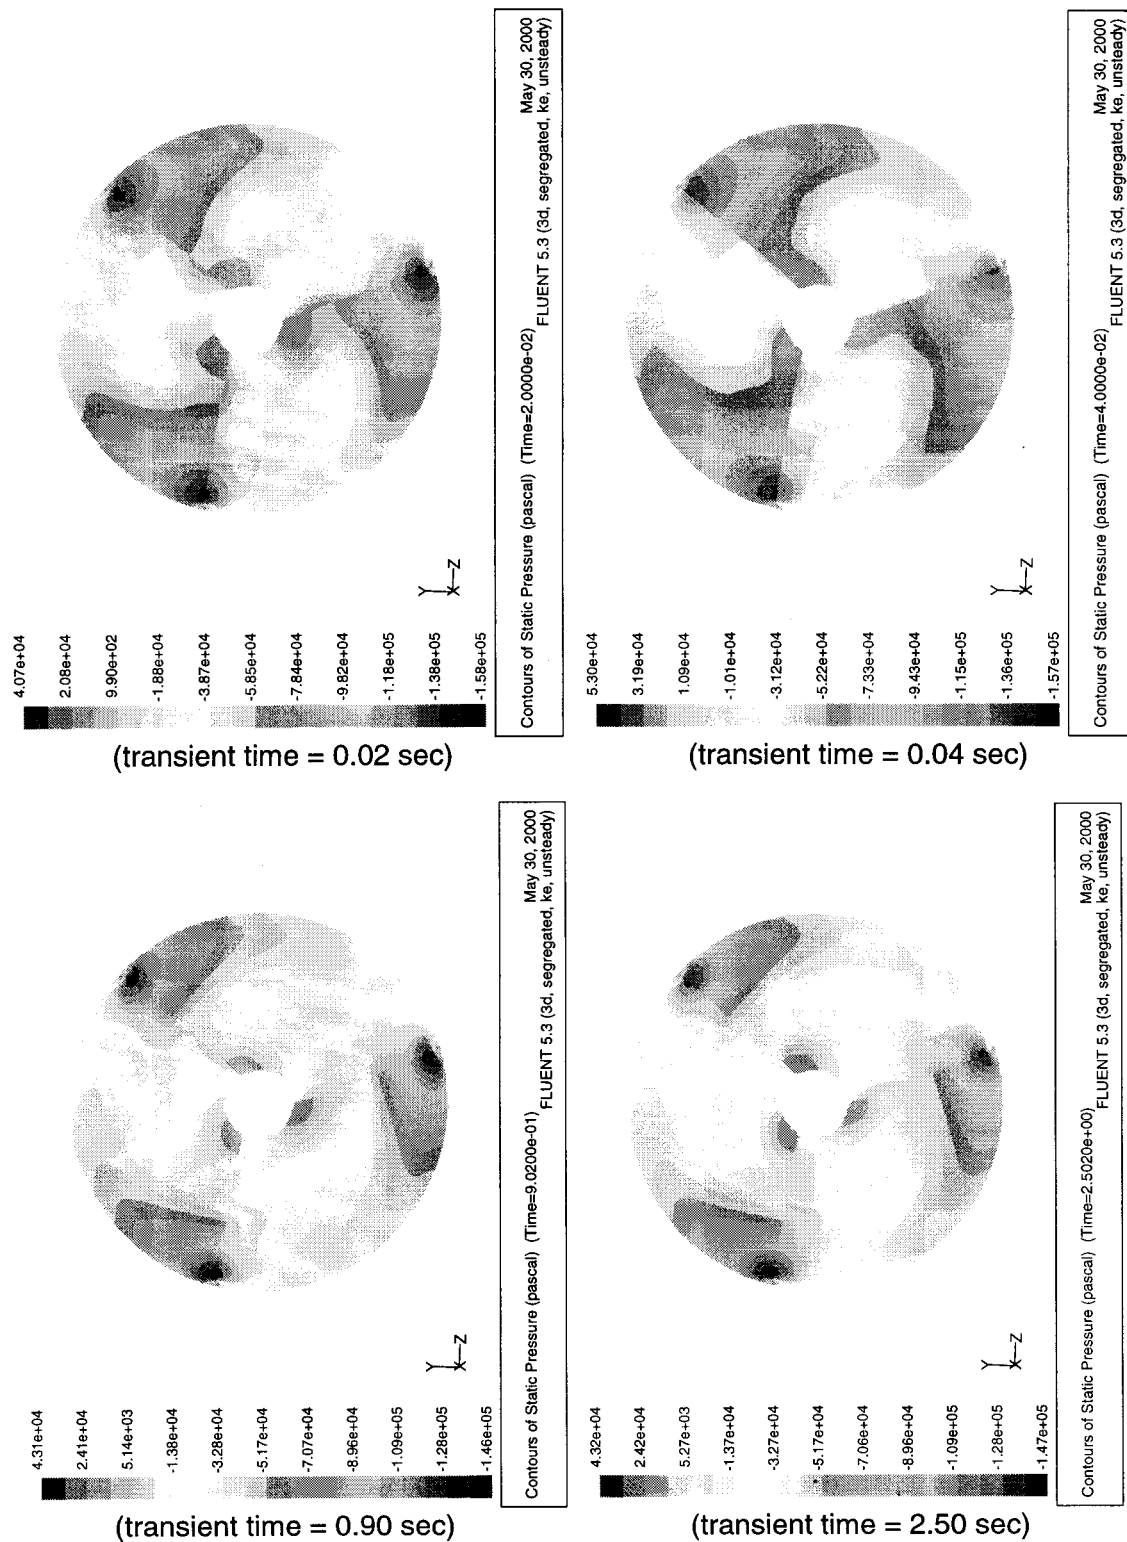 4.07e+04
2.08e+04
9.90e+02
-1.88e+04
-3.87e+04
-5.85e+04
-7.84e+04
-9.82e+04
-1.18e+05
-1.38e+05
-1.58e+05
Y
X Z
Contours of Static Pressure (pascal) (Time=2.0000e-02) May 30, 2000
FLUENT 5.3 (3d, segregated, ke, unsteady)
(transient time = 0.02 sec)
5.30e+04
3.19e+04
1.09e+04
-1.01e+04
-3.12e+04
-5.22e+04
-7.33e+04
-9.43e+04
-1.15e+05
-1.36e+05
-1.57e+05
Y
X Z
Contours of Static Pressure (pascal) (Time=4.0000e-02) May 30, 2000
FLUENT 5.3 (3d, segregated, ke, unsteady)
(transient time = 0.04 sec)
4.31e+04
2.41e+04
5.14e+03
-1.38e+04
-3.28e+04
-5.17e+04
-7.07e+04
-8.96e+04
-1.09e+05
-1.28e+05
-1.46e+05
Y
X Z
Contours of Static Pressure (pascal) (Time=9.0200e-01) May 30, 2000
FLUENT 5.3 (3d, segregated, ke, unsteady)
(transient time = 0.90 sec)
4.32e+04
2.42e+04
5.27e+03
-1.37e+04
-3.27e+04
-5.17e+04
-7.06e+04
-8.96e+04
-1.09e+05
-1.28e+05
-1.47e+05
Y
X Z
Contours of Static Pressure (pascal) (Time=2.5020e+00) May 30, 2000
FLUENT 5.3 (3d, segregated, ke, unsteady)
(transient time = 2.50 sec)